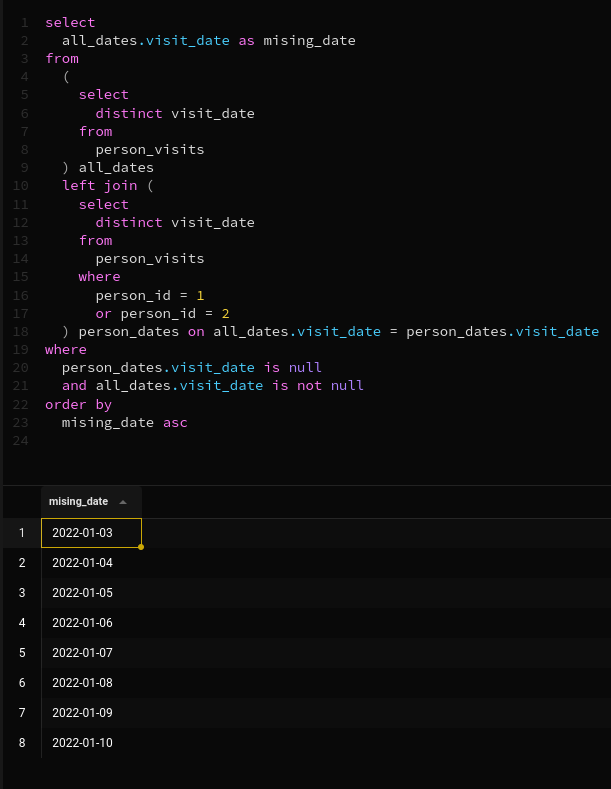 1 select
2 all_dates.visit_date as mising_date
3 from
4 (
5 select
6 distinct visit_date
7 from
8 person_visits
9 ) all_dates
10 left join (
11 select
12 distinct visit_date
13 from
14 person_visits
15 where
16 person_id = 1
17 or person_id = 2
18 ) person_dates on all_dates.visit_date = person_dates.visit_date
19 where
20 person_dates.visit_date is null
21 and all_dates.visit_date is not null
22 order by
23 mising_date asc
24
mising_date
1 2022-01-03
2 2022-01-04
3 2022-01-05
4 2022-01-06
5 2022-01-07
6 2022-01-08
7 2022-01-09
8 2022-01-10